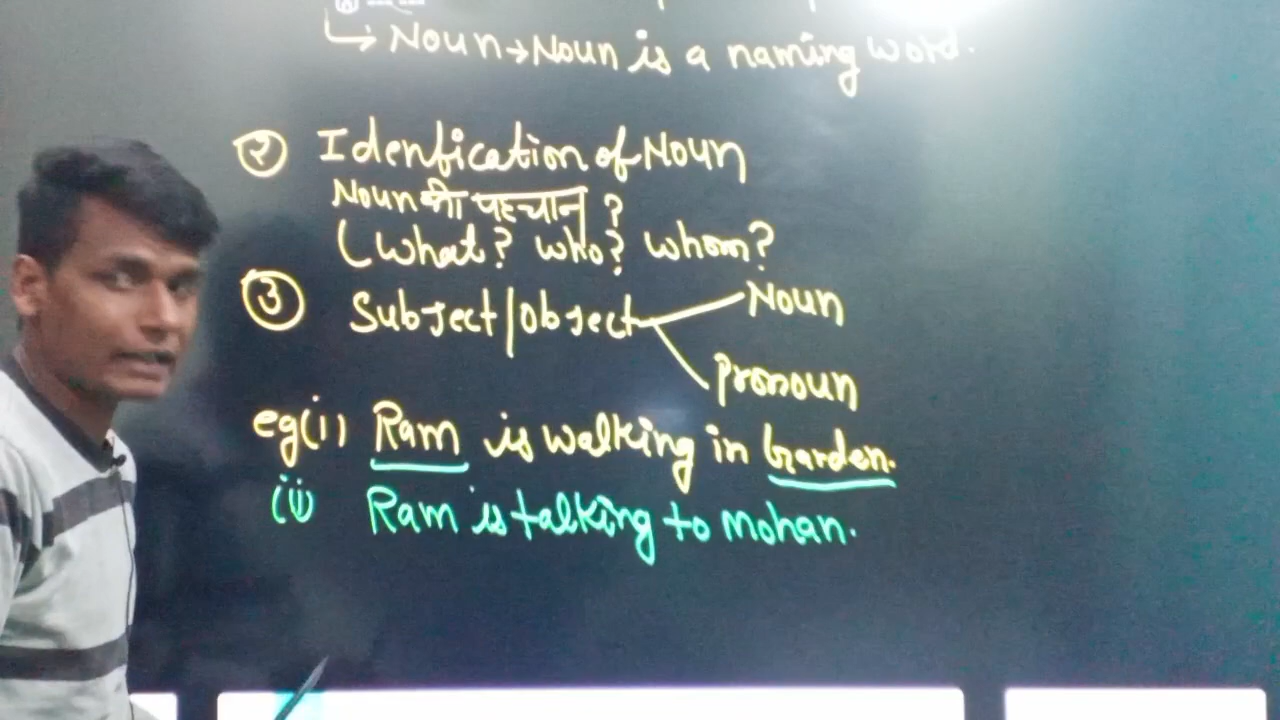 ↳ Noun→Noun is a naming word.
② Idenfication of Noun
Noun की पहचान ?
(What? who? whom?
③ Subject/Object Noun
Pronoun
eg(i) Ram is walking in Garden.
(ii) Ram is talking to Mohan.